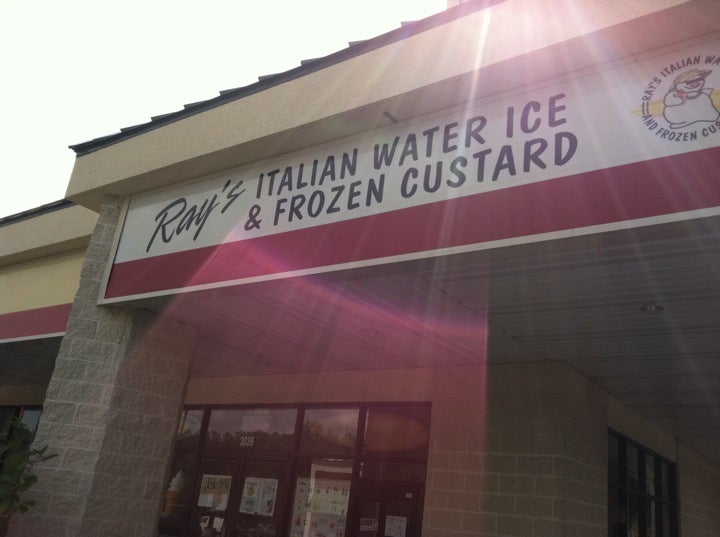 Ray's ITALIAN WATER ICE
& FROZEN CUSTARD
RAY'S ITALIAN WA
AND FROZEN CUS
3039